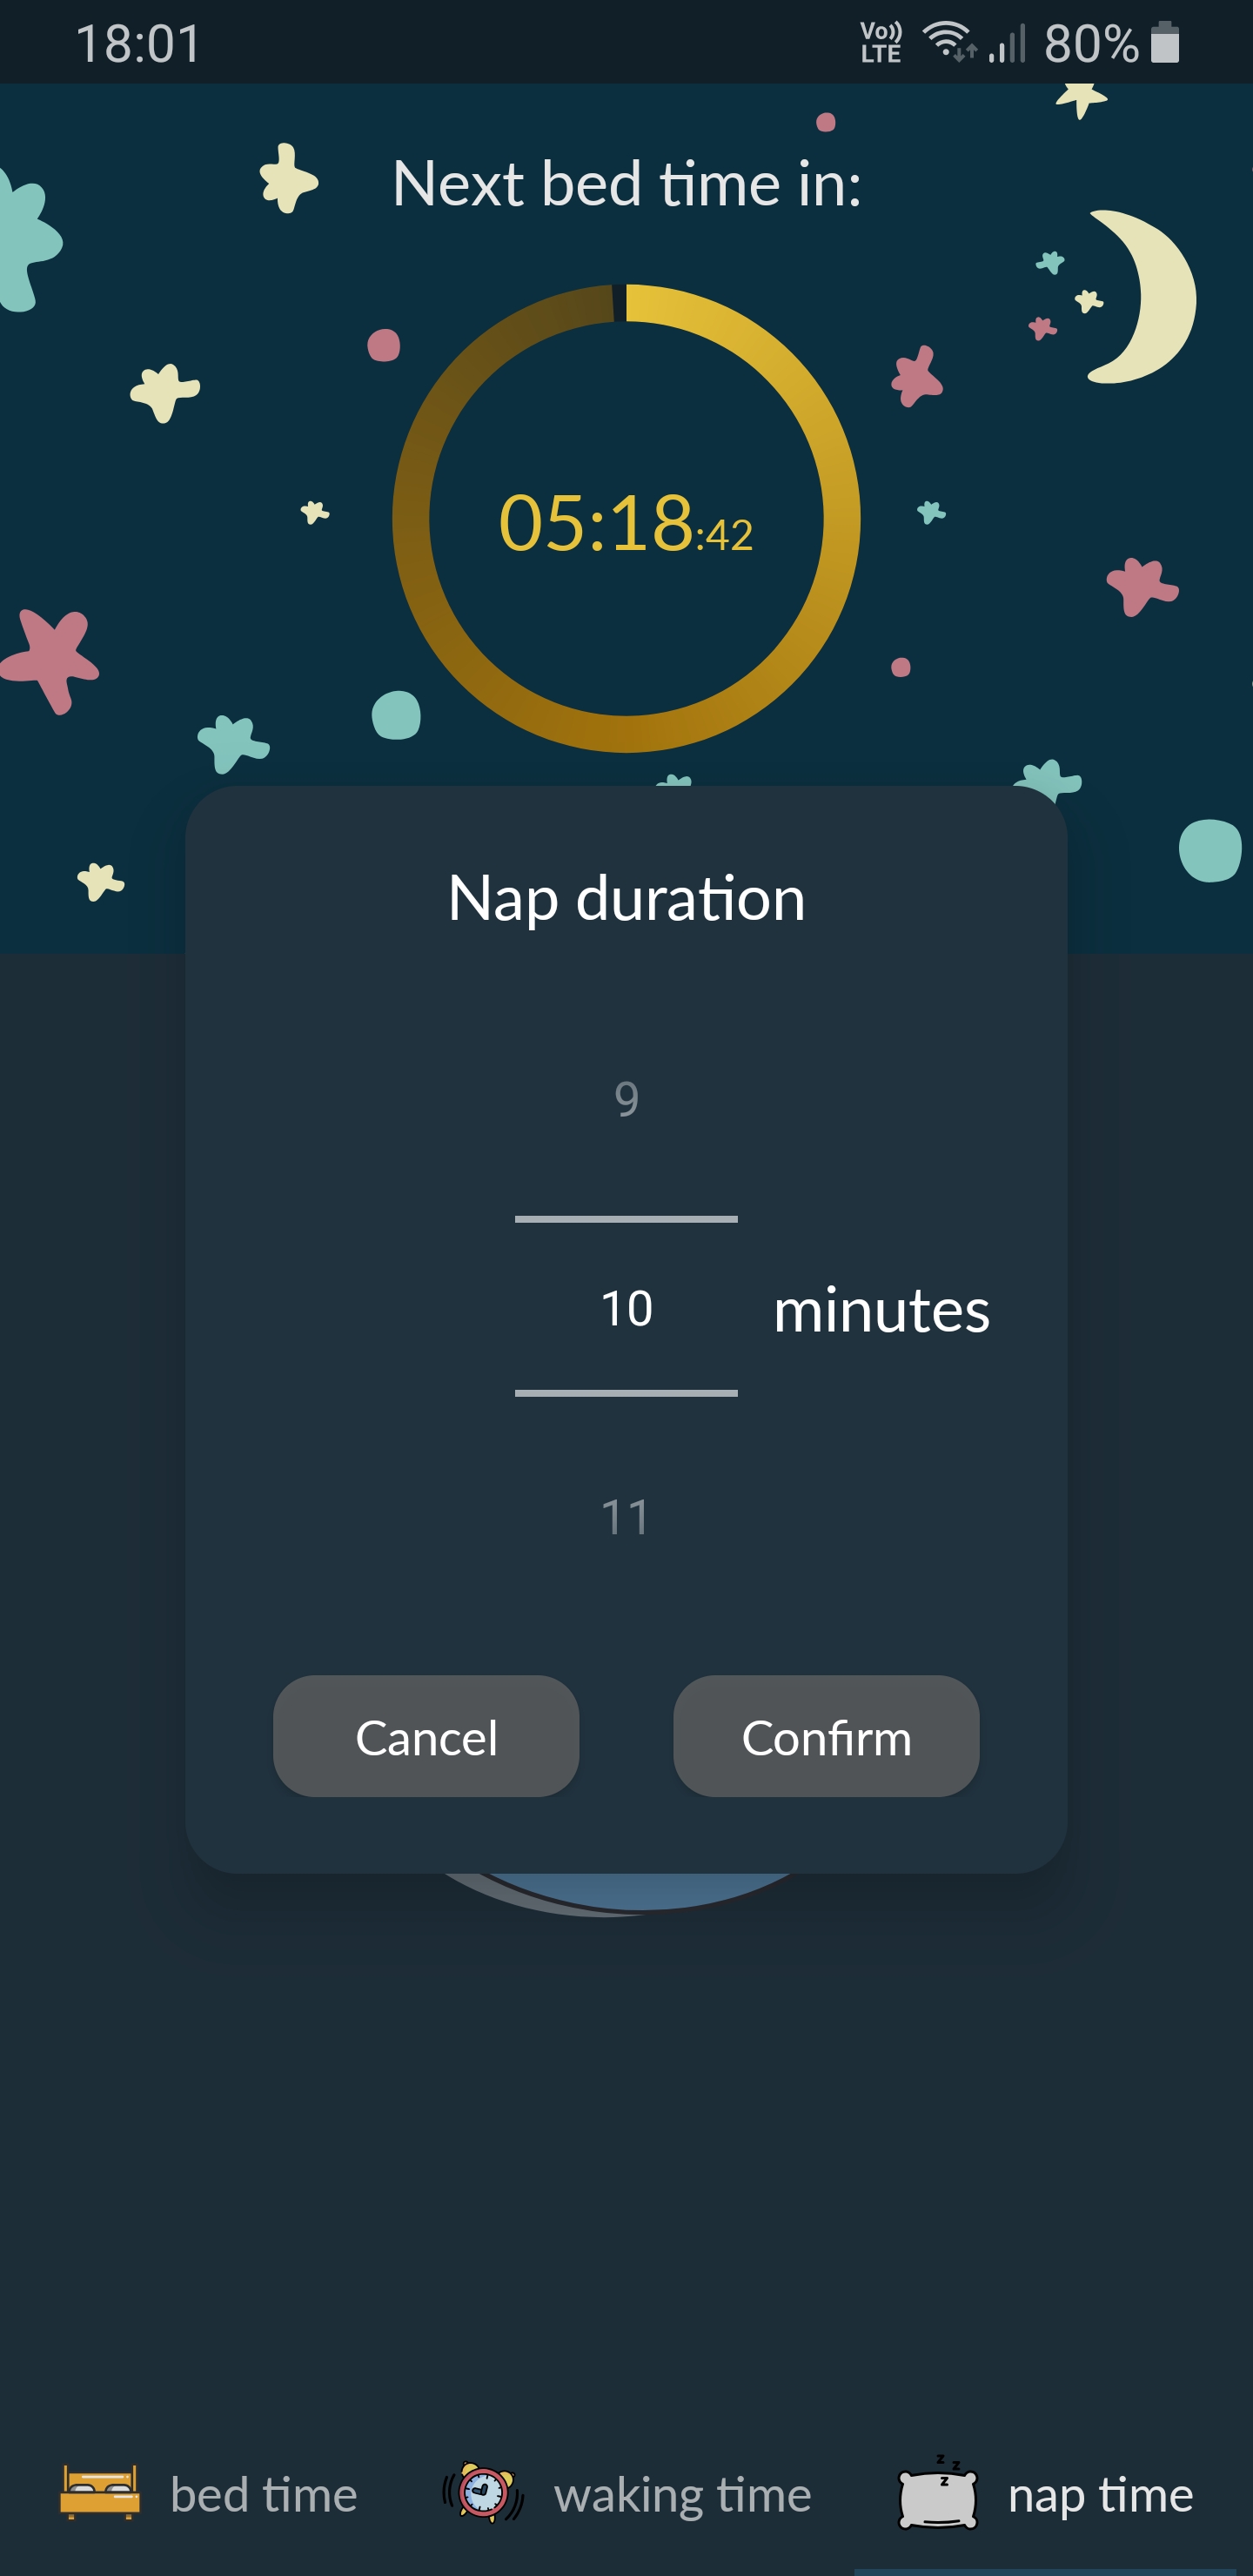 18:01 Vo)) LTE 80%
Next bed time in:
05:18:42
Nap duration
9
10 minutes
11
Cancel Confirm
z z z
bed time waking time nap time